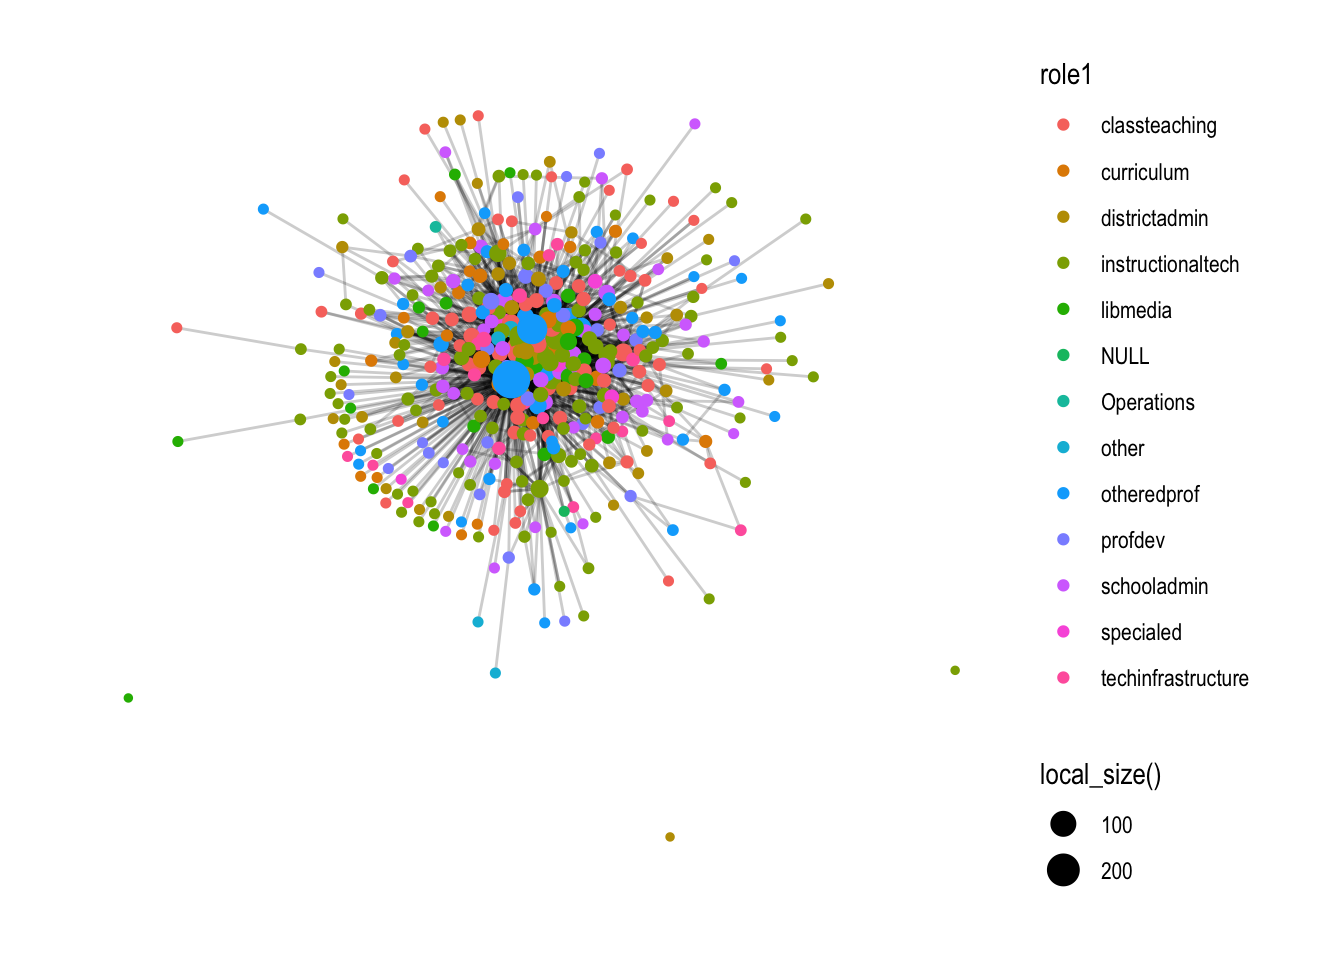 role1
classteaching
curriculum
districtadmin
instructionaltech
libmedia
NULL
Operations
other
otheredprof
profdev
schooladmin
specialed
techinfrastructure
local_size()
100
200